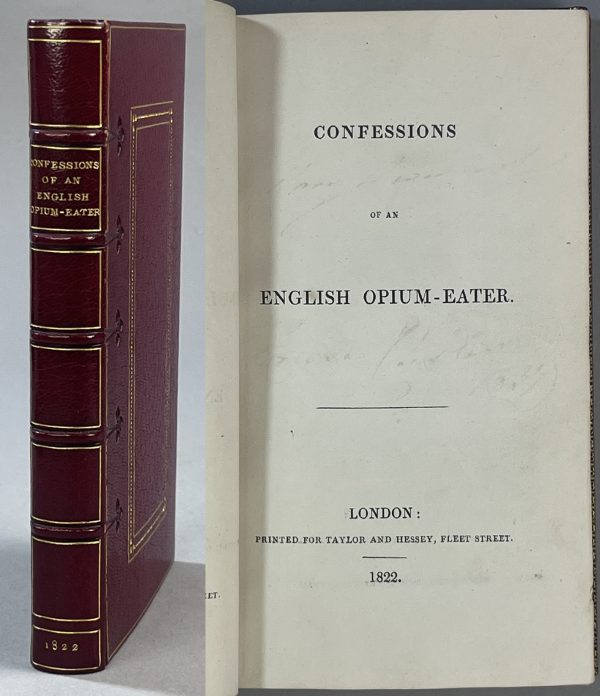 CONFESSIONS
OF AN
ENGLISH
OPIUM-EATER
1822
CONFESSIONS
OF AN
ENGLISH OPIUM-EATER.
LONDON:
PRINTED FOR TAYLOR AND HESSEY, FLEET STREET.
1822.